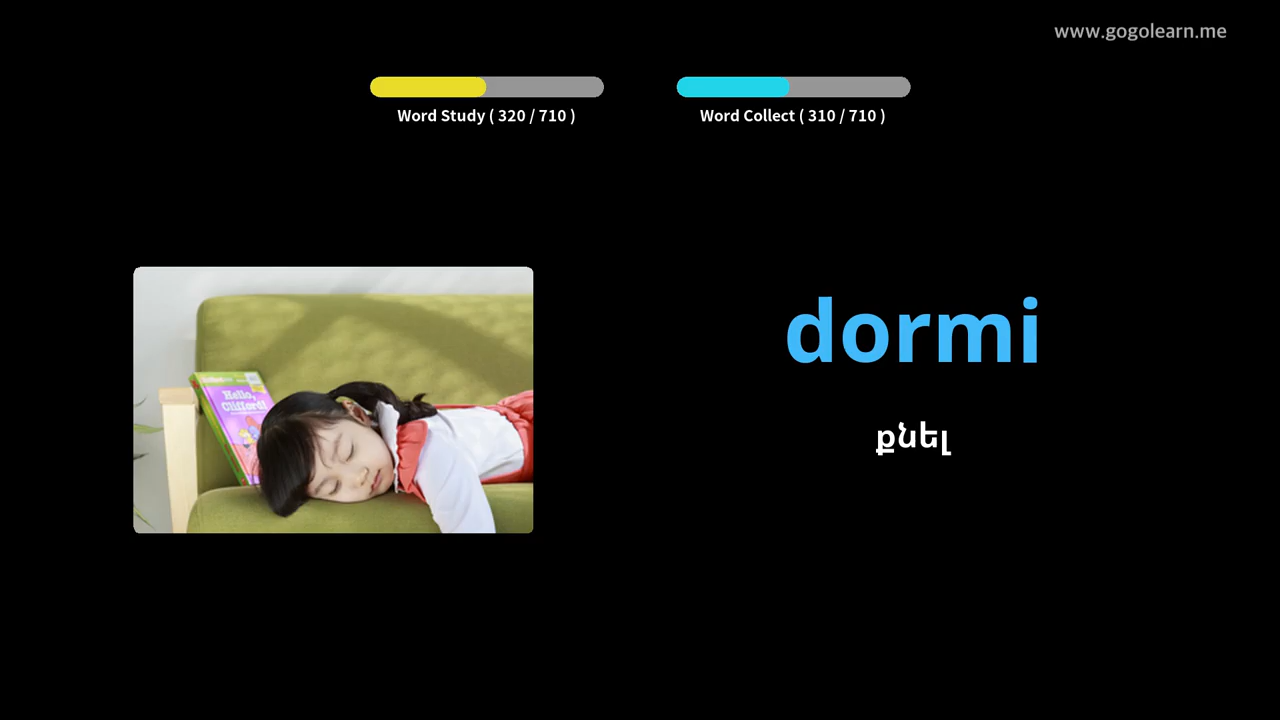 www.gogolearn.me
Word Study ( 320 / 710 )
Word Collect ( 310 / 710 )
Hello,
Clifford!
dormi
քնել